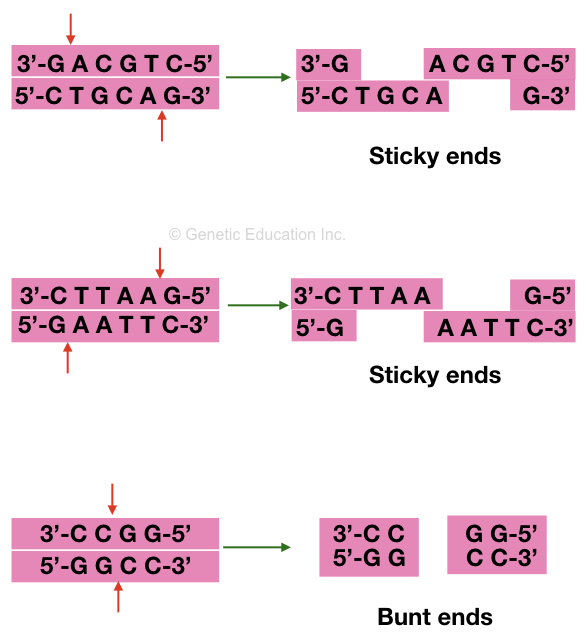 3’-G A C G T C-5’
5’-C T G C A G-3’
3’-G
A C G T C-5’
5’-C T G C A
G-3’
Sticky ends
© Genetic Education Inc.
3’-C T T A A G-5’
5’-G A A T T C-3’
3’-C T T A A
G-5’
5’-G
A A T T C-3’
Sticky ends
3’-C C G G-5’
5’-G G C C-3’
3’-C C
5’-G G
G G-5’
C C-3’
Bunt ends